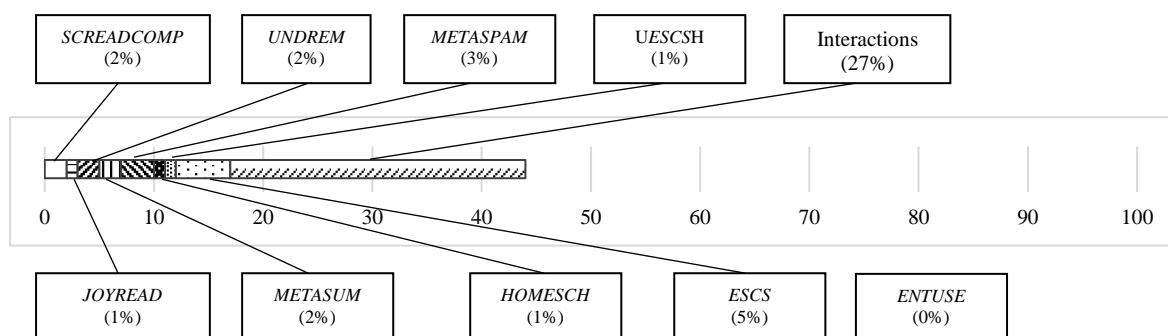 SCREADCOMP
(2%)
UNDREM
(2%)
METASPAM
(3%)
UESCSH
(1%)
Interactions
(27%)
0 10 20 30 40 50 60 70 80 90 100
JOYREAD
(1%)
METASUM
(2%)
HOMESCH
(1%)
ESCS
(5%)
ENTUSE
(0%)